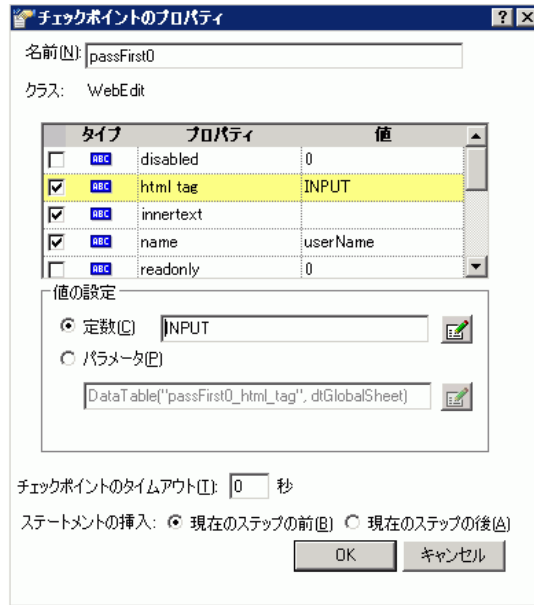 チェックポイントのプロパティ
名前(N): passFirst0
クラス: WebEdit
タイプ プロパティ 値
ABC disabled 0
ABC html tag INPUT
ABC innertext
ABC name userName
ABC readonly 0
値の設定
定数(C) INPUT
パラメータ(P)
DataTable("passFirst0_html_tag", dtGlobalSheet)
チェックポイントのタイムアウト(T): 0 秒
ステートメントの挿入: 現在のステップの前(B) 現在のステップの後(A)
OK キャンセル